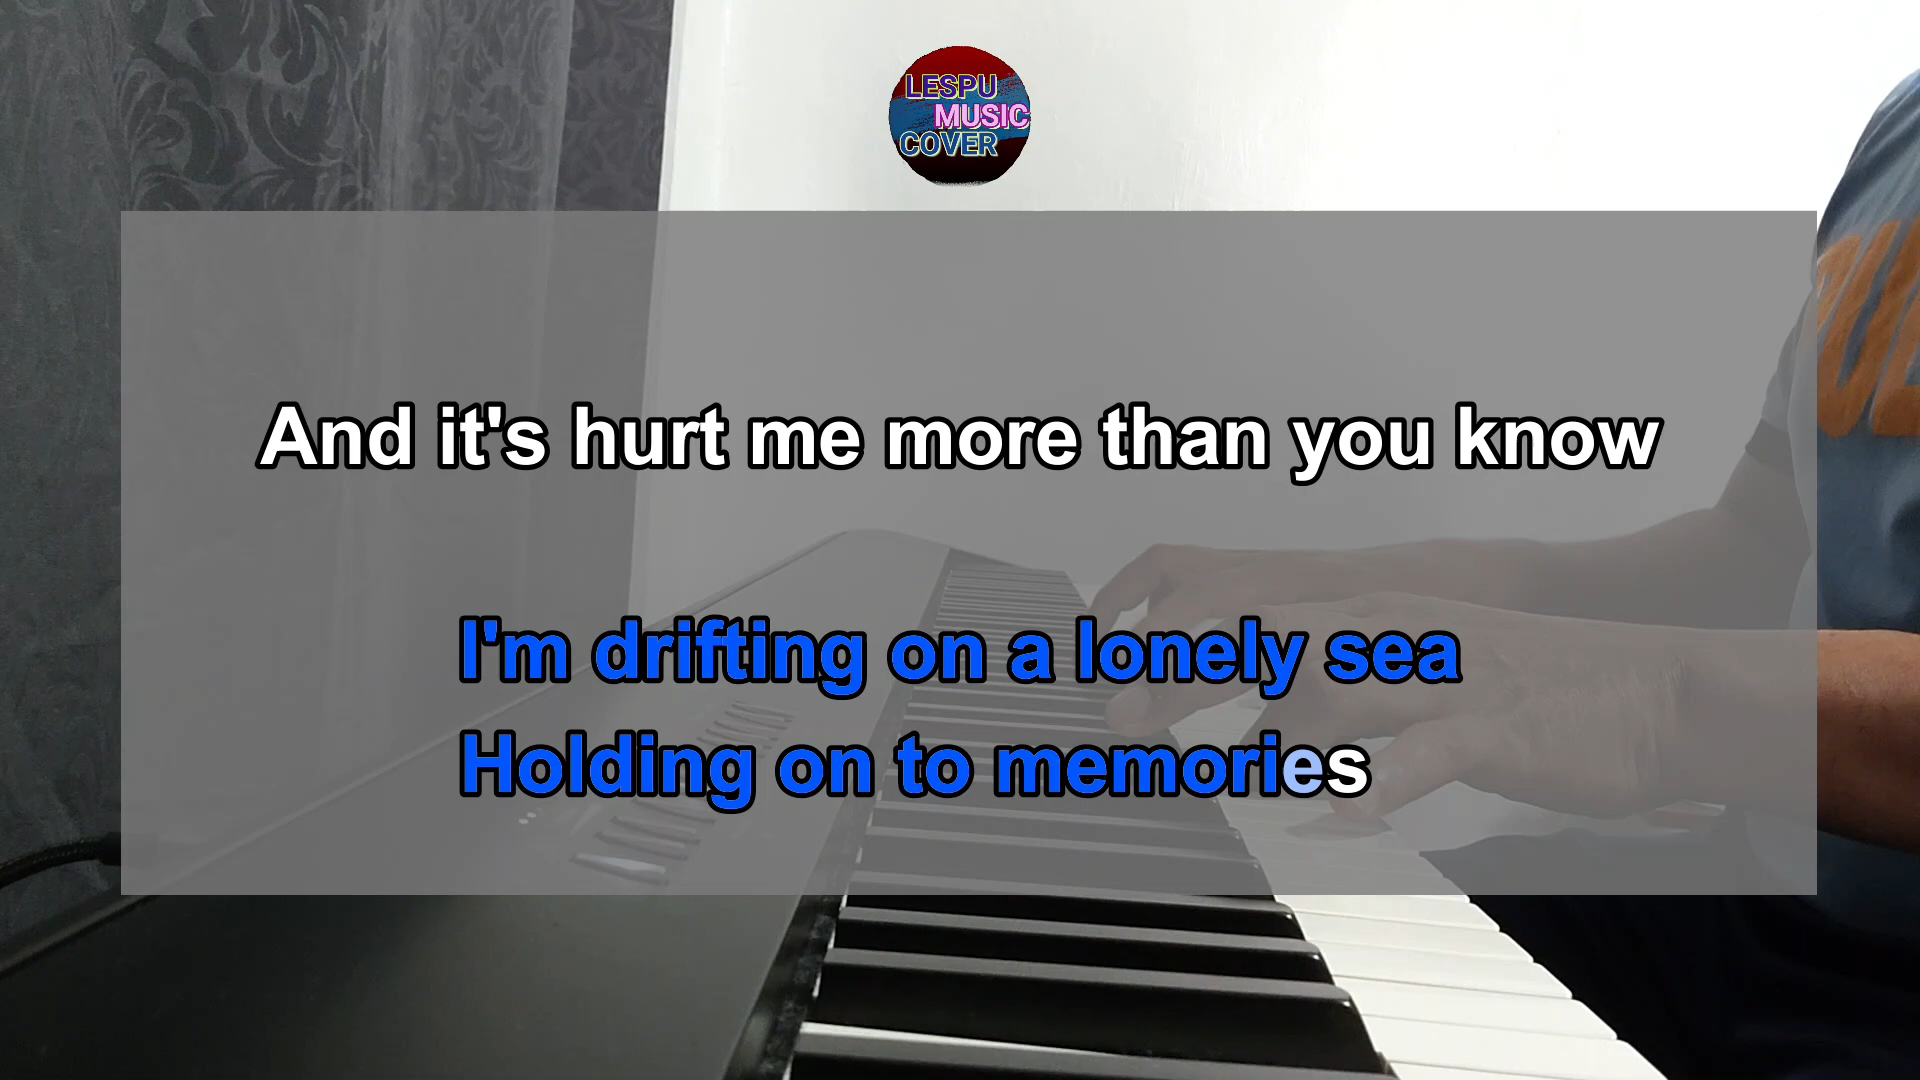 LESPU
MUSIC
COVER
And it's hurt me more than you know
I'm drifting on a lonely sea
Holding on to memories